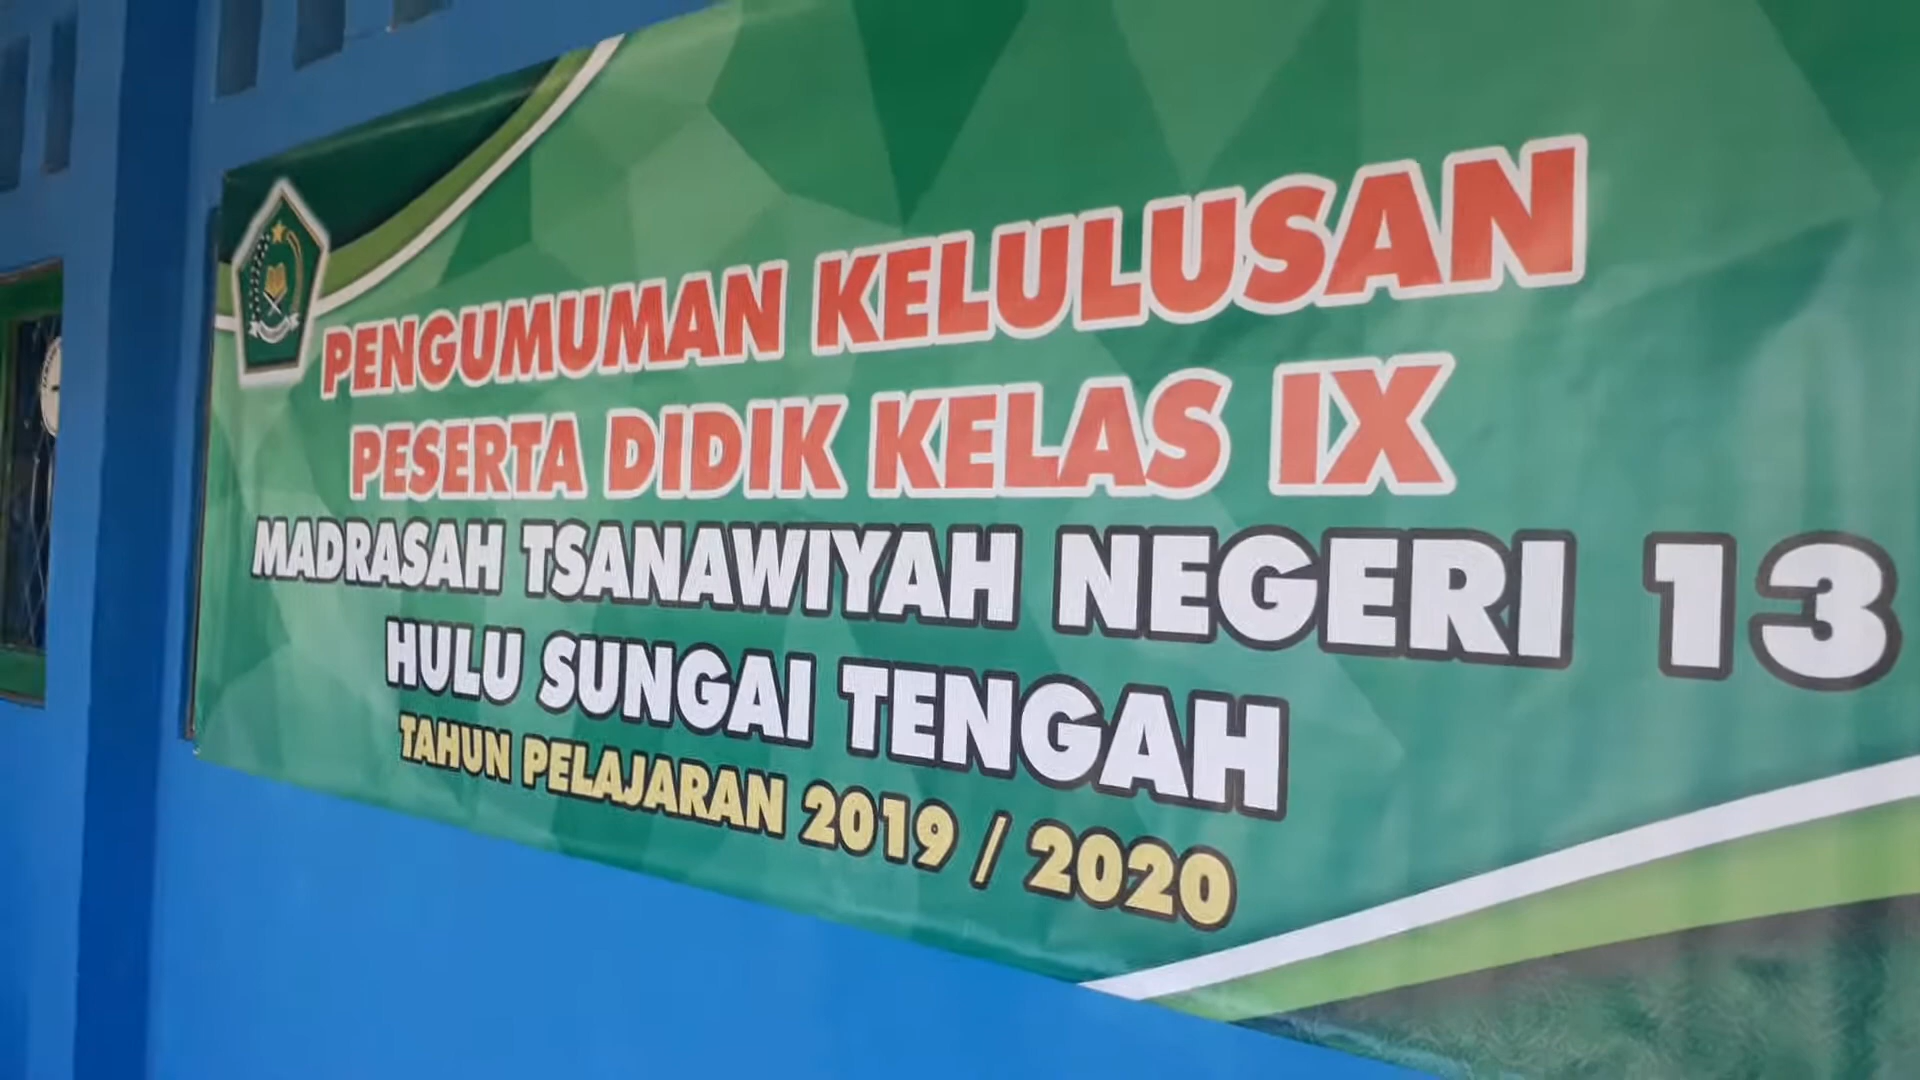 PENGUMUMAN KELULUSAN
PESERTA DIDIK KELAS IX
MADRASAH TSANAWIYAH NEGERI 13
HULU SUNGAI TENGAH
TAHUN PELAJARAN 2019 / 2020